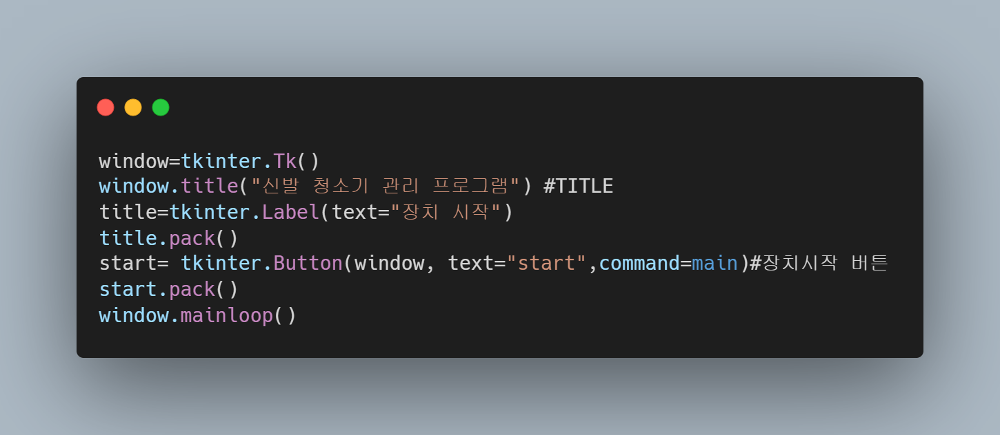 window=tkinter.Tk()
window.title("신발 청소기 관리 프로그램") #TITLE
title=tkinter.Label(text="장치 시작")
title.pack()
start= tkinter.Button(window, text="start",command=main)#장치시작 버튼
start.pack()
window.mainloop()